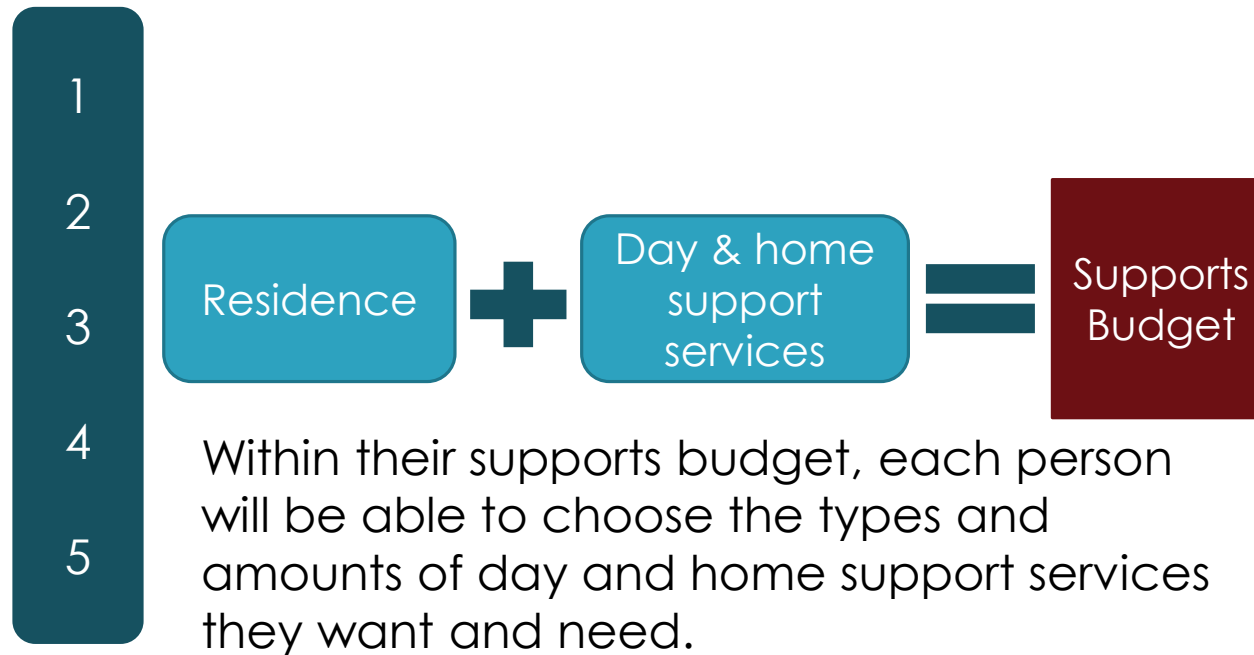 1
2
3
4
5
Residence
Day & home
support
services
Supports
Budget
Within their supports budget, each person
will be able to choose the types and
amounts of day and home support services
they want and need.